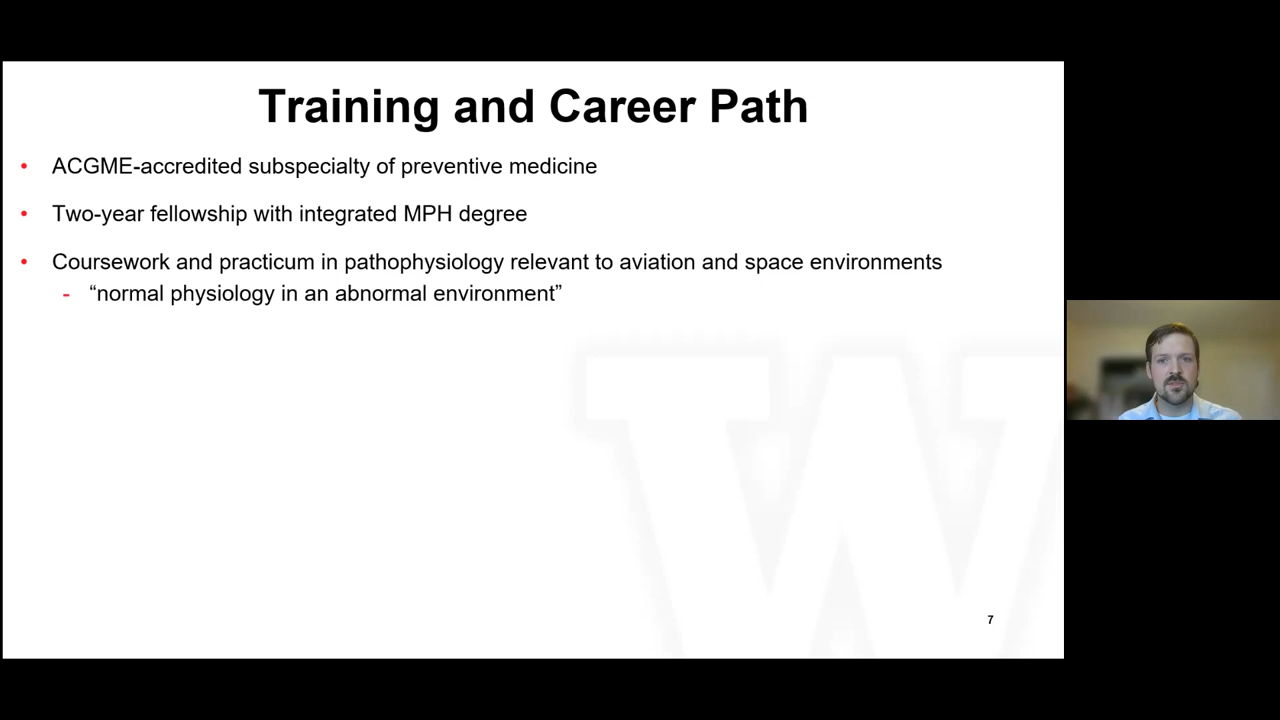 Training and Career Path
• ACGME-accredited subspecialty of preventive medicine
• Two-year fellowship with integrated MPH degree
• Coursework and practicum in pathophysiology relevant to aviation and space environments
- “normal physiology in an abnormal environment”
W
7